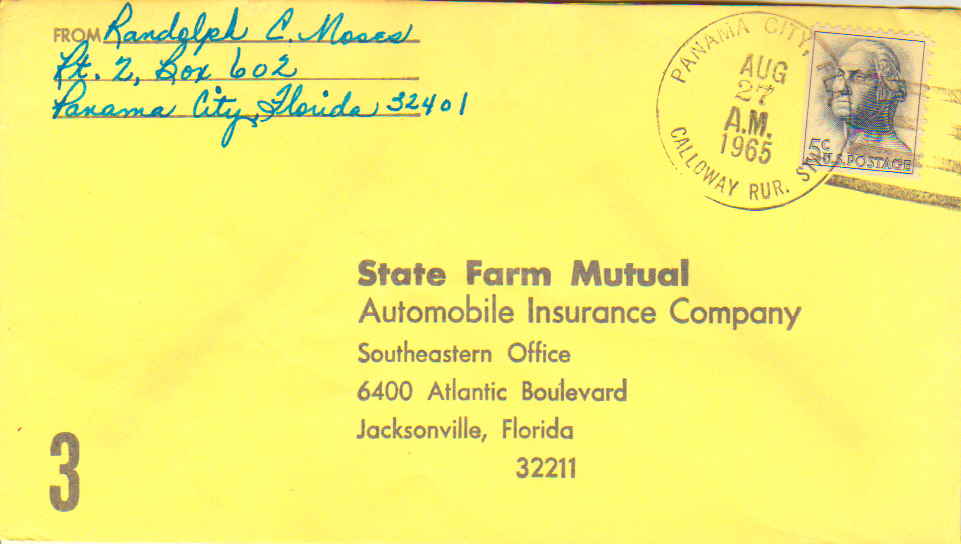 FROM Randolph C. Moses
Rt. 2, Box 602
Panama City, Florida 32401
PANAMA CITY,
AUG
27
A.M.
1965
CALLOWAY RUR. STA
5c
U.S. POSTAGE
State Farm Mutual
Automobile Insurance Company
Southeastern Office
6400 Atlantic Boulevard
Jacksonville, Florida
32211
3